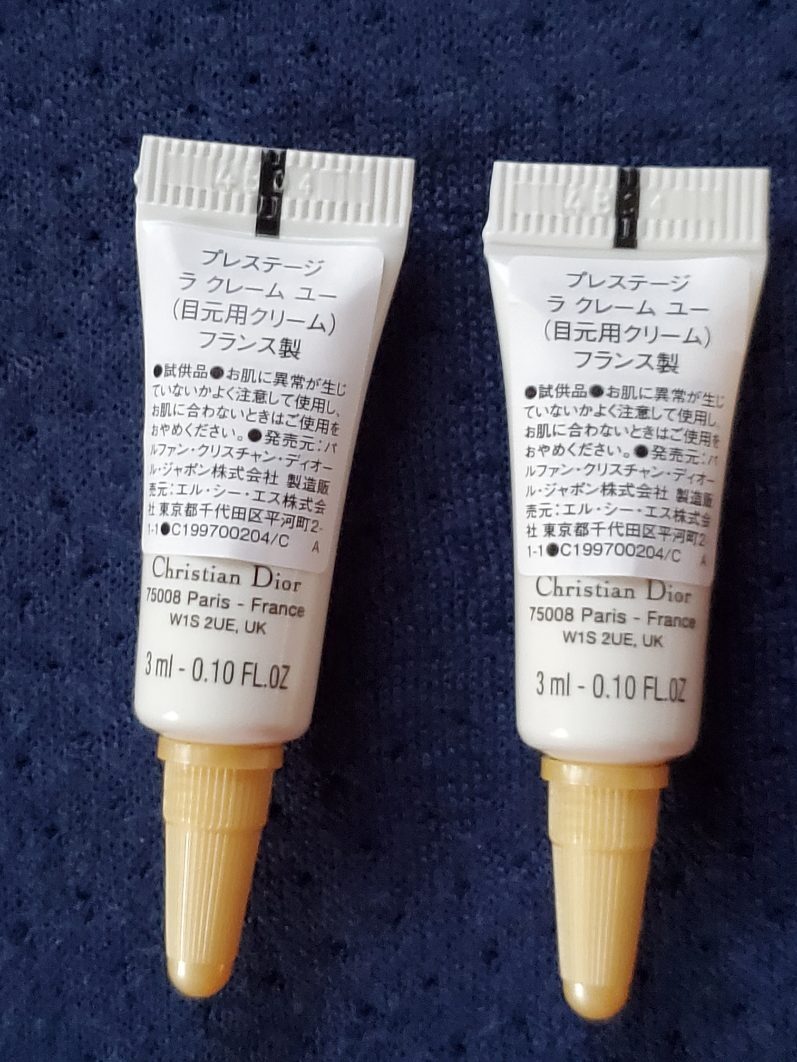 プレステージ
ラ クレーム ユー
(目元用クリーム)
フランス製
●試供品●お肌に異常が生じ
ていないかよく注意して使用し、
お肌に合わないときはご使用を
おやめください。●発売元:パ
ルファン・クリスチャン・ディオー
ル・ジャポン株式会社 製造販
売元:エル・シー・エス株式会
社 東京都千代田区平河町2-
1-1●C199700204/C A
Christian Dior
75008 Paris - France
W1S 2UE, UK
3 ml - 0.10 FL.OZ
プレステージ
ラ クレーム ユー
(目元用クリーム)
フランス製
●試供品●お肌に異常が生じ
ていないかよく注意して使用し、
お肌に合わないときはご使用を
おやめください。●発売元:パ
ルファン・クリスチャン・ディオー
ル・ジャポン株式会社 製造販
売元:エル・シー・エス株式会
社 東京都千代田区平河町2-
1-1●C199700204/C A
Christian Dior
75008 Paris - France
W1S 2UE, UK
3 ml - 0.10 FL.OZ